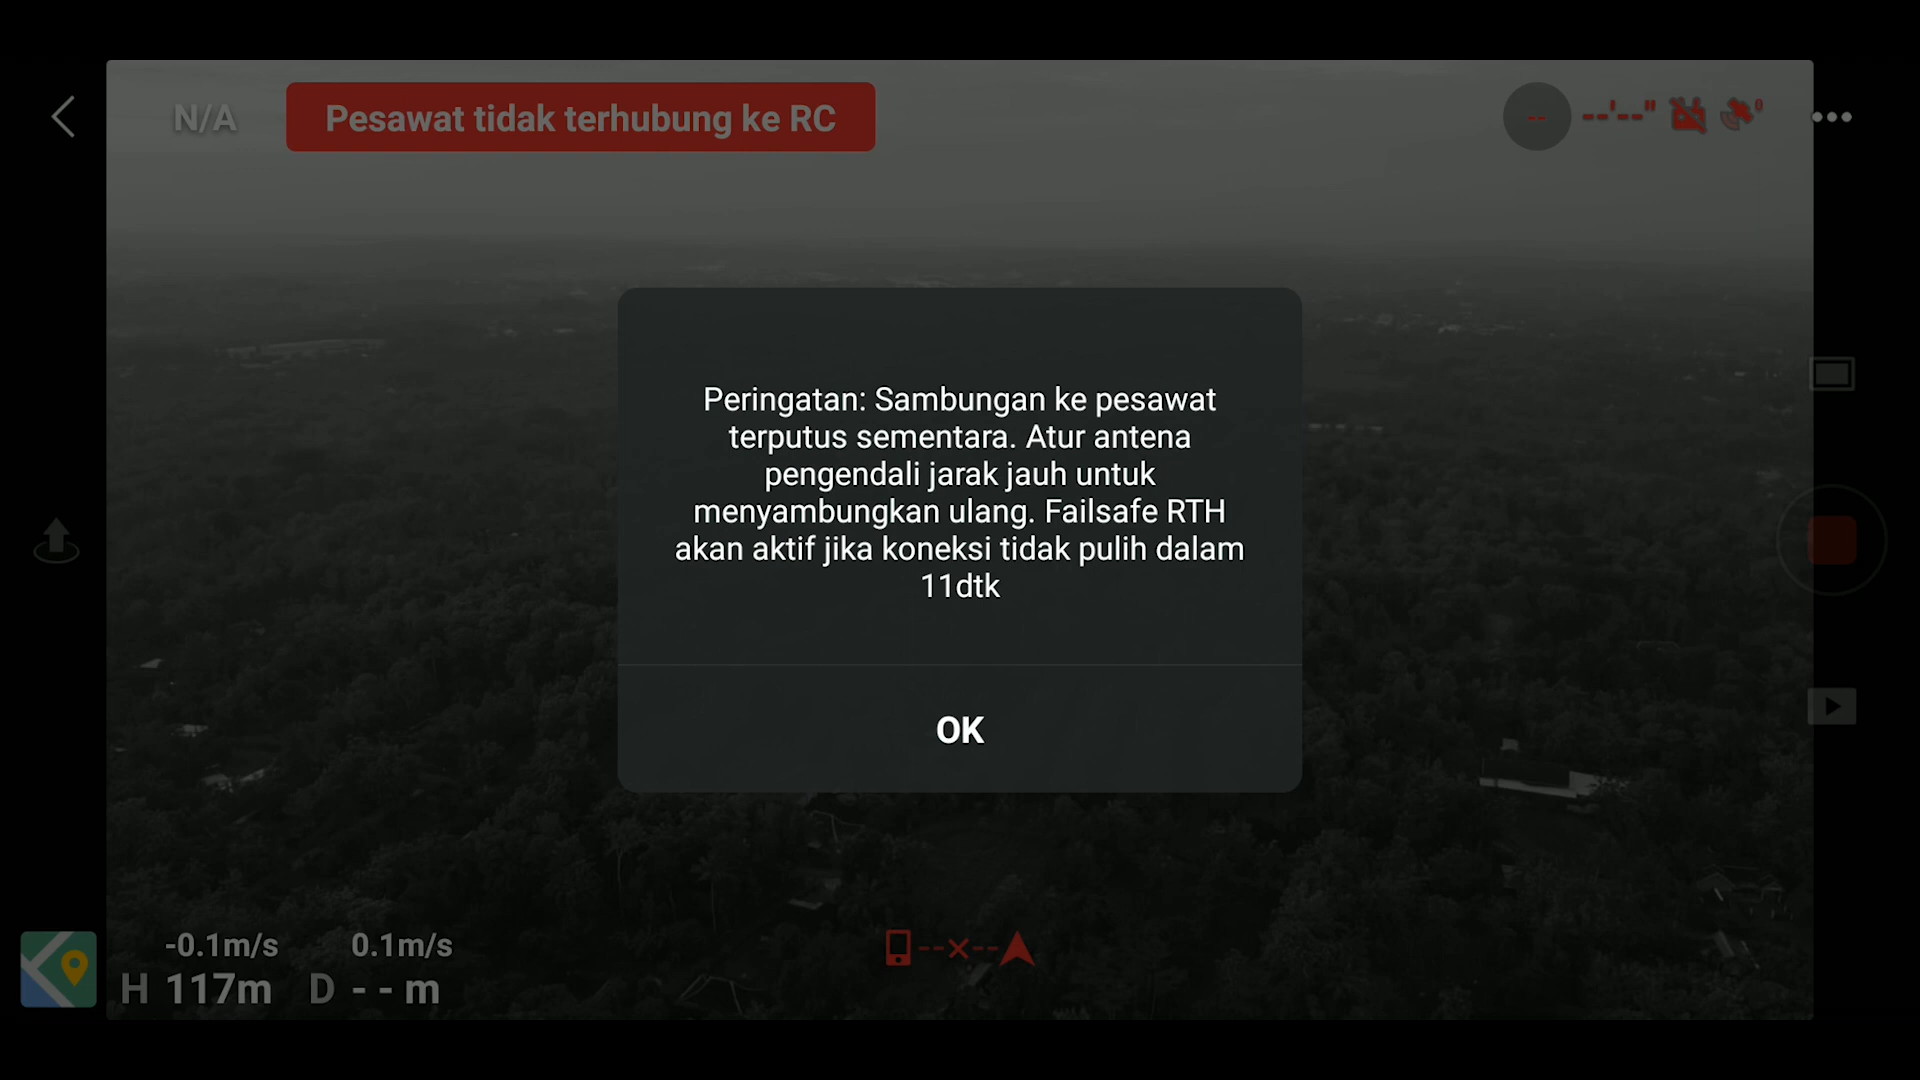 N/A
Pesawat tidak terhubung ke RC
--
--'--"
0
Peringatan: Sambungan ke pesawat
terputus sementara. Atur antena
pengendali jarak jauh untuk
menyambungkan ulang. Failsafe RTH
akan aktif jika koneksi tidak pulih dalam
11dtk
OK
-0.1m/s 0.1m/s
H 117m D - - m